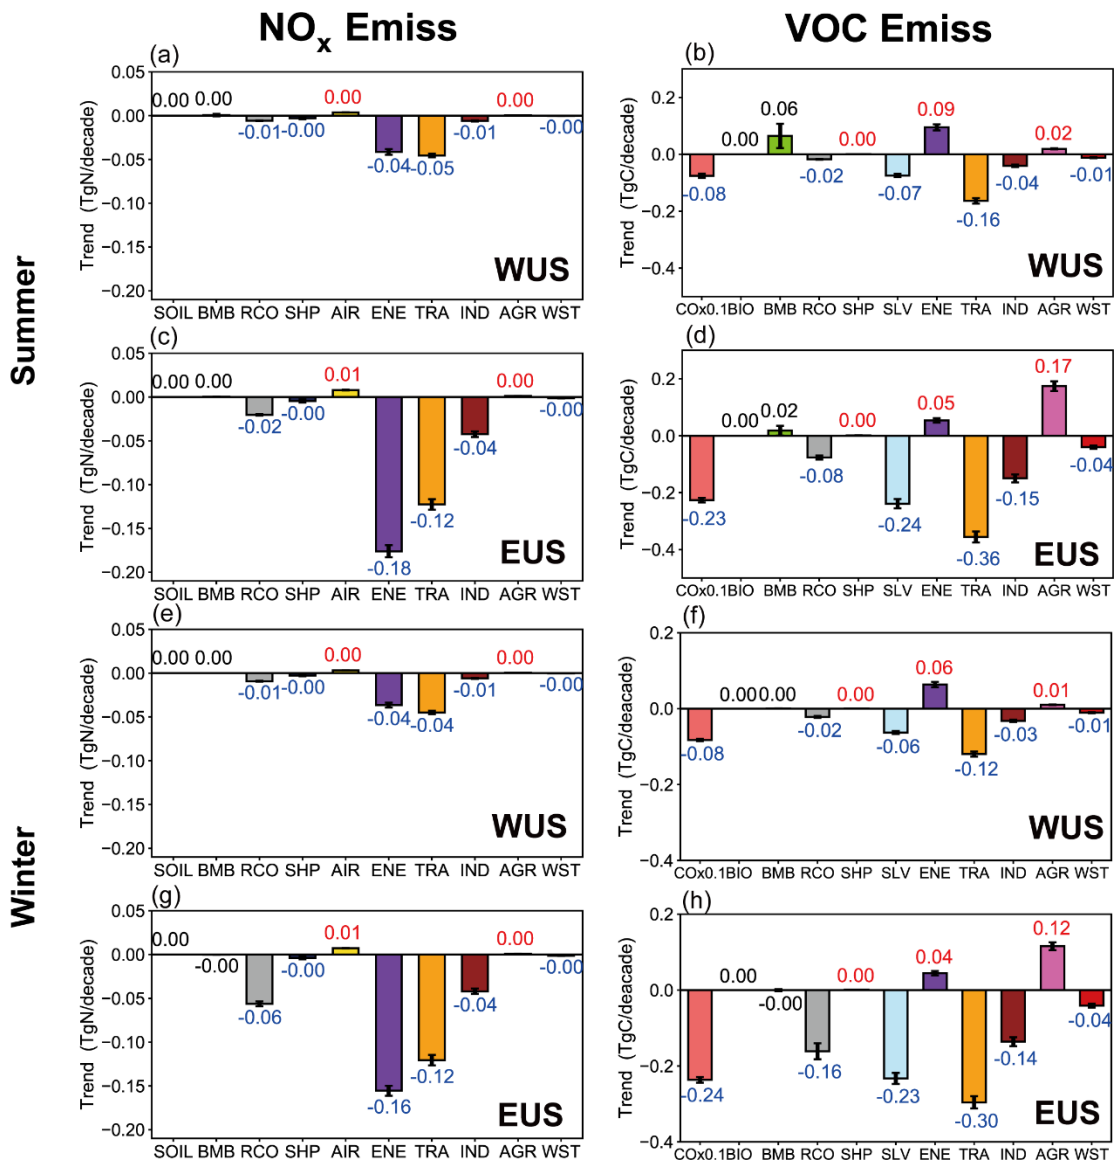 NOx Emiss
VOC Emiss
Summer
Winter
(a)
Trend (TgN/decade)
0.05
0.00
−0.05
−0.10
−0.15
−0.20
0.00 0.00 -0.01 -0.00 0.00 -0.04 -0.05 -0.01 0.00 -0.00
WUS
SOIL BMB RCO SHP AIR ENE TRA IND AGR WST
(b)
Trend (TgC/decade)
0.2
0.0
−0.2
−0.4
-0.08 0.00 0.06 -0.02 0.00 -0.07 0.09 -0.16 -0.04 0.02 -0.01
WUS
COx0.1BIO BMB RCO SHP SLV ENE TRA IND AGR WST
(c)
Trend (TgN/decade)
0.05
0.00
−0.05
−0.10
−0.15
−0.20
0.00 0.00 -0.02 -0.00 0.01 -0.18 -0.12 -0.04 0.00 -0.00
EUS
SOIL BMB RCO SHP AIR ENE TRA IND AGR WST
(d)
Trend (TgC/decade)
0.2
0.0
−0.2
−0.4
-0.23 0.00 0.02 -0.08 0.00 -0.24 0.05 -0.36 -0.15 0.17 -0.04
EUS
COx0.1BIO BMB RCO SHP SLV ENE TRA IND AGR WST
(e)
Trend (TgN/decade)
0.05
0.00
−0.05
−0.10
−0.15
−0.20
0.00 0.00 -0.01 -0.00 0.00 -0.04 -0.04 -0.01 0.00 -0.00
WUS
SOIL BMB RCO SHP AIR ENE TRA IND AGR WST
(f)
Trend (TgC/deacade)
0.2
0.0
−0.2
−0.4
-0.08 0.00 0.00 -0.02 0.00 -0.06 0.06 -0.12 -0.03 0.01 -0.01
WUS
COx0.1BIO BMB RCO SHP SLV ENE TRA IND AGR WST
(g)
Trend (TgN/decade)
0.05
0.00
−0.05
−0.10
−0.15
−0.20
0.00 -0.00 -0.06 -0.00 0.01 -0.16 -0.12 -0.04 0.00 -0.00
EUS
SOIL BMB RCO SHP AIR ENE TRA IND AGR WST
(h)
Trend (TgC/deacade)
0.2
0.0
−0.2
−0.4
-0.24 0.00 -0.00 -0.16 0.00 -0.23 0.04 -0.30 -0.14 0.12 -0.04
EUS
COx0.1BIO BMB RCO SHP SLV ENE TRA IND AGR WST